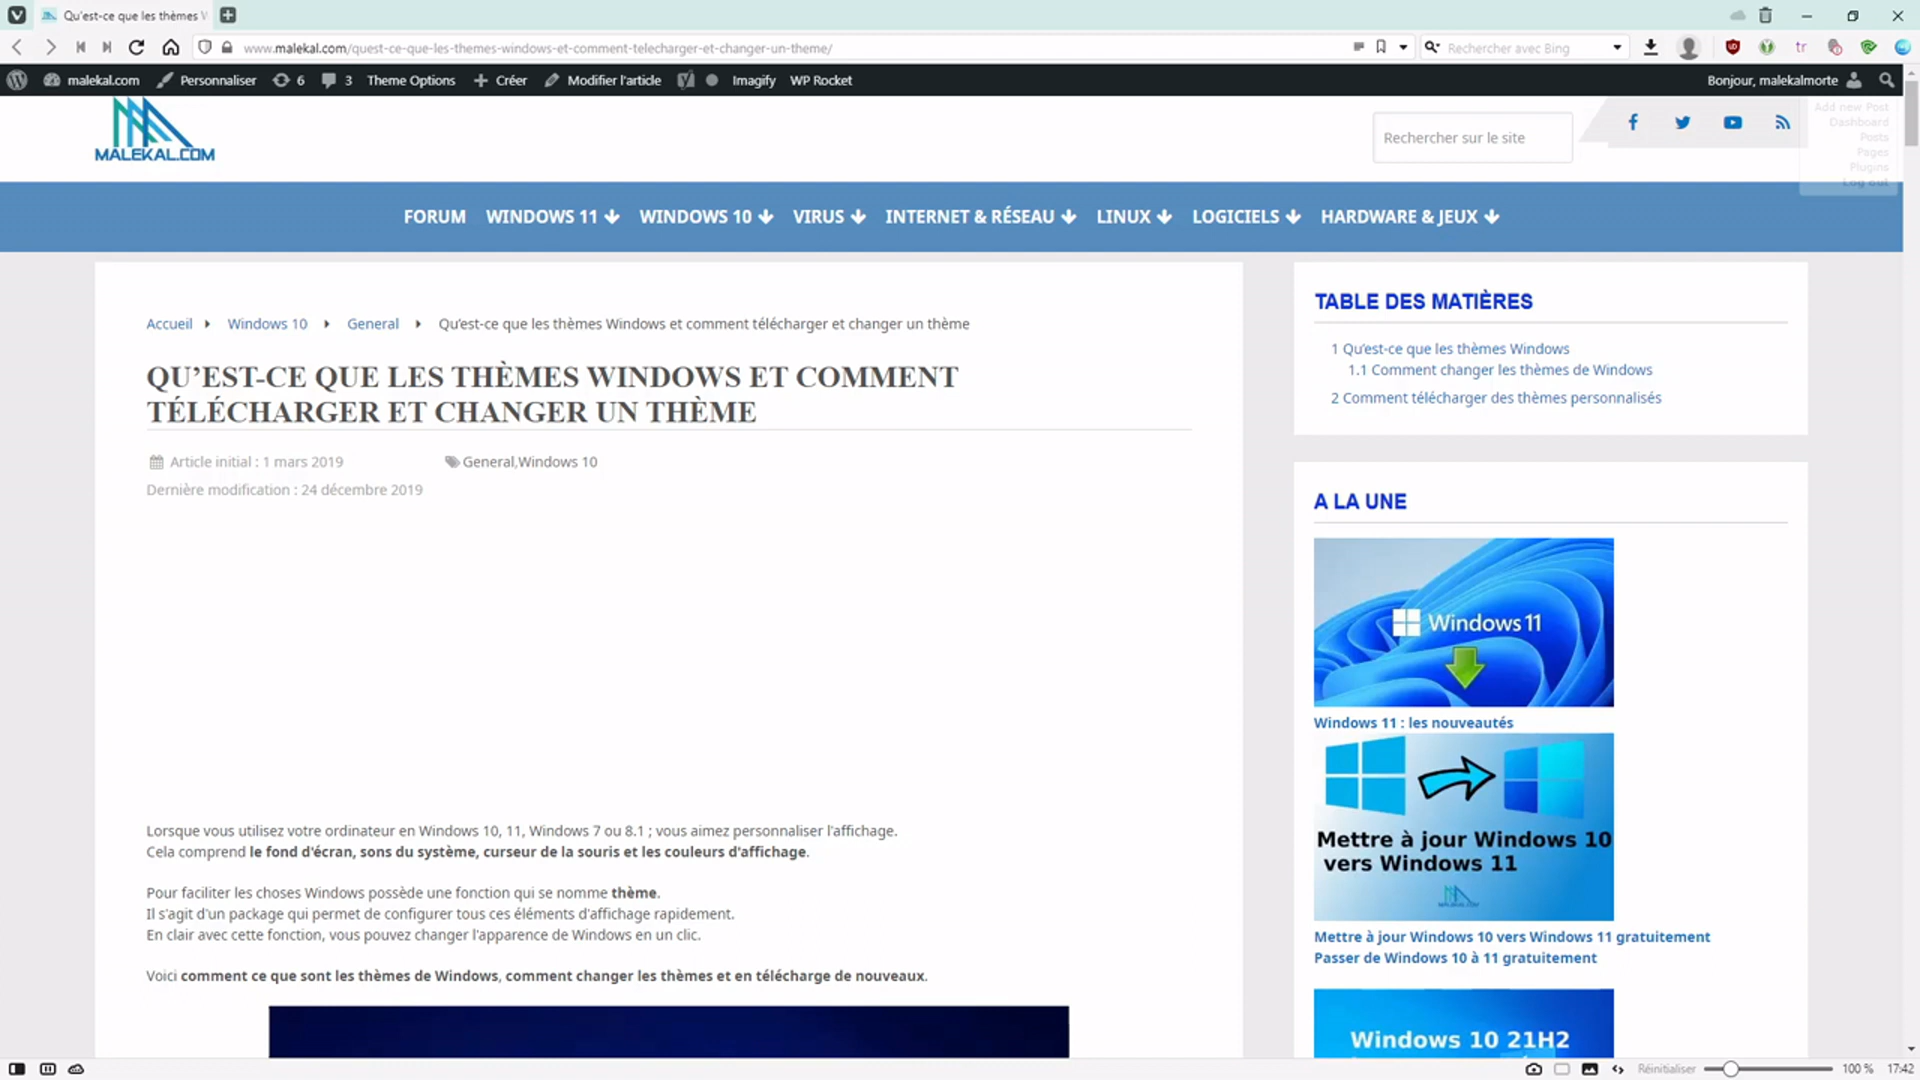 Qu'est-ce que les thèmes W
www.malekal.com/quest-ce-que-les-themes-windows-et-comment-telecharger-et-changer-un-theme/
Rechercher avec Bing
tr
malekal.com
Personnaliser
6
3
Theme Options
Créer
Modifier l'article
Imagify
WP Rocket
Bonjour, malekalmorte
MALEKAL.COM
Rechercher sur le site
Add new Post
Dashboard
Posts
Pages
Plugins
Log out
FORUM
WINDOWS 11
WINDOWS 10
VIRUS
INTERNET & RÉSEAU
LINUX
LOGICIELS
HARDWARE & JEUX
Accueil
Windows 10
General
Qu'est-ce que les thèmes Windows et comment télécharger et changer un thème
QU’EST-CE QUE LES THÈMES WINDOWS ET COMMENT
TÉLÉCHARGER ET CHANGER UN THÈME
Article initial : 1 mars 2019
General,Windows 10
Dernière modification : 24 décembre 2019
Lorsque vous utilisez votre ordinateur en Windows 10, 11, Windows 7 ou 8.1 ; vous aimez personnaliser l'affichage.
Cela comprend le fond d'écran, sons du système, curseur de la souris et les couleurs d'affichage.
Pour faciliter les choses Windows possède une fonction qui se nomme thème.
Il s'agit d'un package qui permet de configurer tous ces éléments d'affichage rapidement.
En clair avec cette fonction, vous pouvez changer l'apparence de Windows en un clic.
Voici comment ce que sont les thèmes de Windows, comment changer les thèmes et en télécharge de nouveaux.
TABLE DES MATIÈRES
1 Qu’est-ce que les thèmes Windows
1.1 Comment changer les thèmes de Windows
2 Comment télécharger des thèmes personnalisés
A LA UNE
Windows 11
Windows 11 : les nouveautés
Mettre à jour Windows 10
vers Windows 11
MALEKAL.COM
Mettre à jour Windows 10 vers Windows 11 gratuitement
Passer de Windows 10 à 11 gratuitement
Windows 10 21H2
Réinitialiser
100 %
17:42